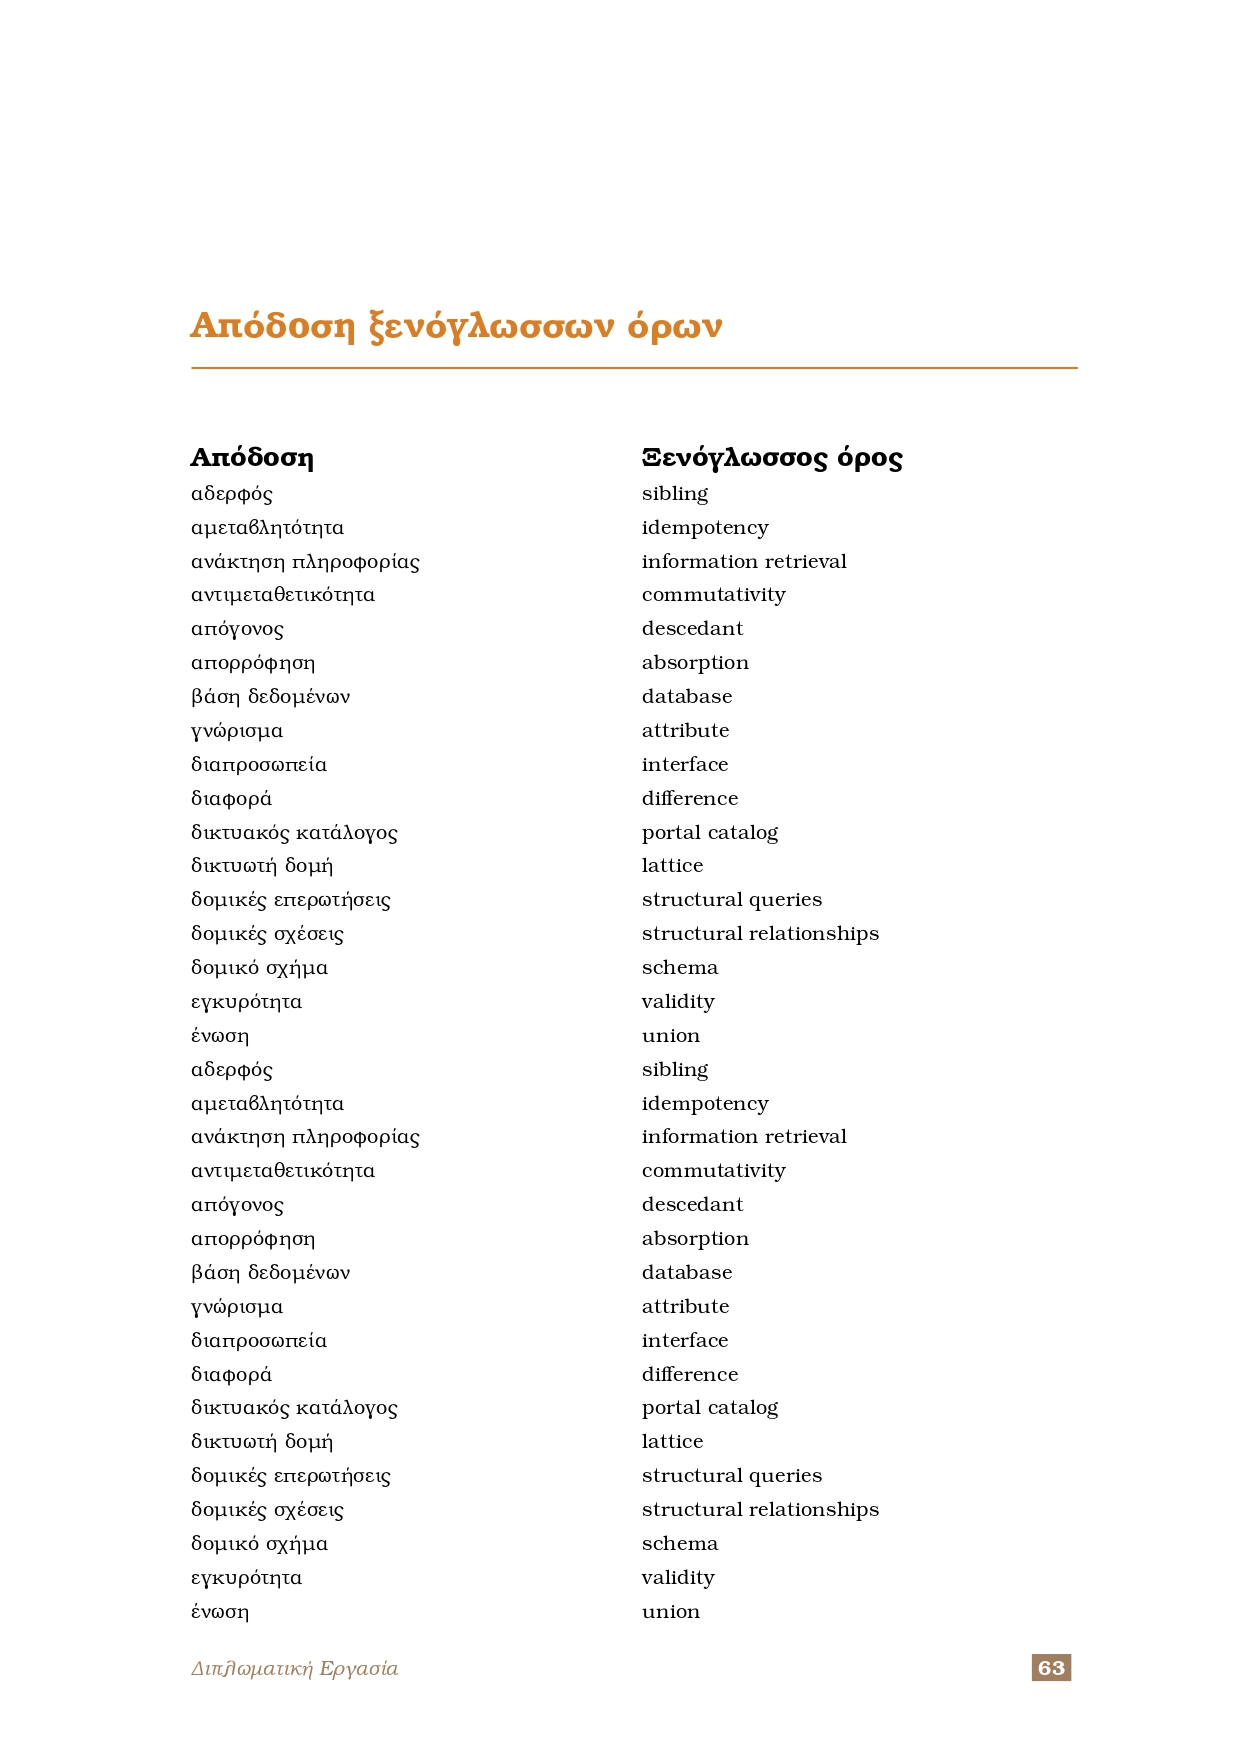 Απόδοση ξενόγλωσσων όρων
Απόδοση Ξενόγλωσσος όρος
αδερφός sibling
αμεταβλητότητα idempotency
ανάκτηση πληροφορίας information retrieval
αντιμεταθετικότητα commutativity
απόγονος descedant
απορρόφηση absorption
βάση δεδομένων database
γνώρισμα attribute
διαπροσωπεία interface
διαφορά difference
δικτυακός κατάλογος portal catalog
δικτυωτή δομή lattice
δομικές επερωτήσεις structural queries
δομικές σχέσεις structural relationships
δομικό σχήμα schema
εγκυρότητα validity
ένωση union
αδερφός sibling
αμεταβλητότητα idempotency
ανάκτηση πληροφορίας information retrieval
αντιμεταθετικότητα commutativity
απόγονος descedant
απορρόφηση absorption
βάση δεδομένων database
γνώρισμα attribute
διαπροσωπεία interface
διαφορά difference
δικτυακός κατάλογος portal catalog
δικτυωτή δομή lattice
δομικές επερωτήσεις structural queries
δομικές σχέσεις structural relationships
δομικό σχήμα schema
εγκυρότητα validity
ένωση union
Διπλωματική Εργασία 63